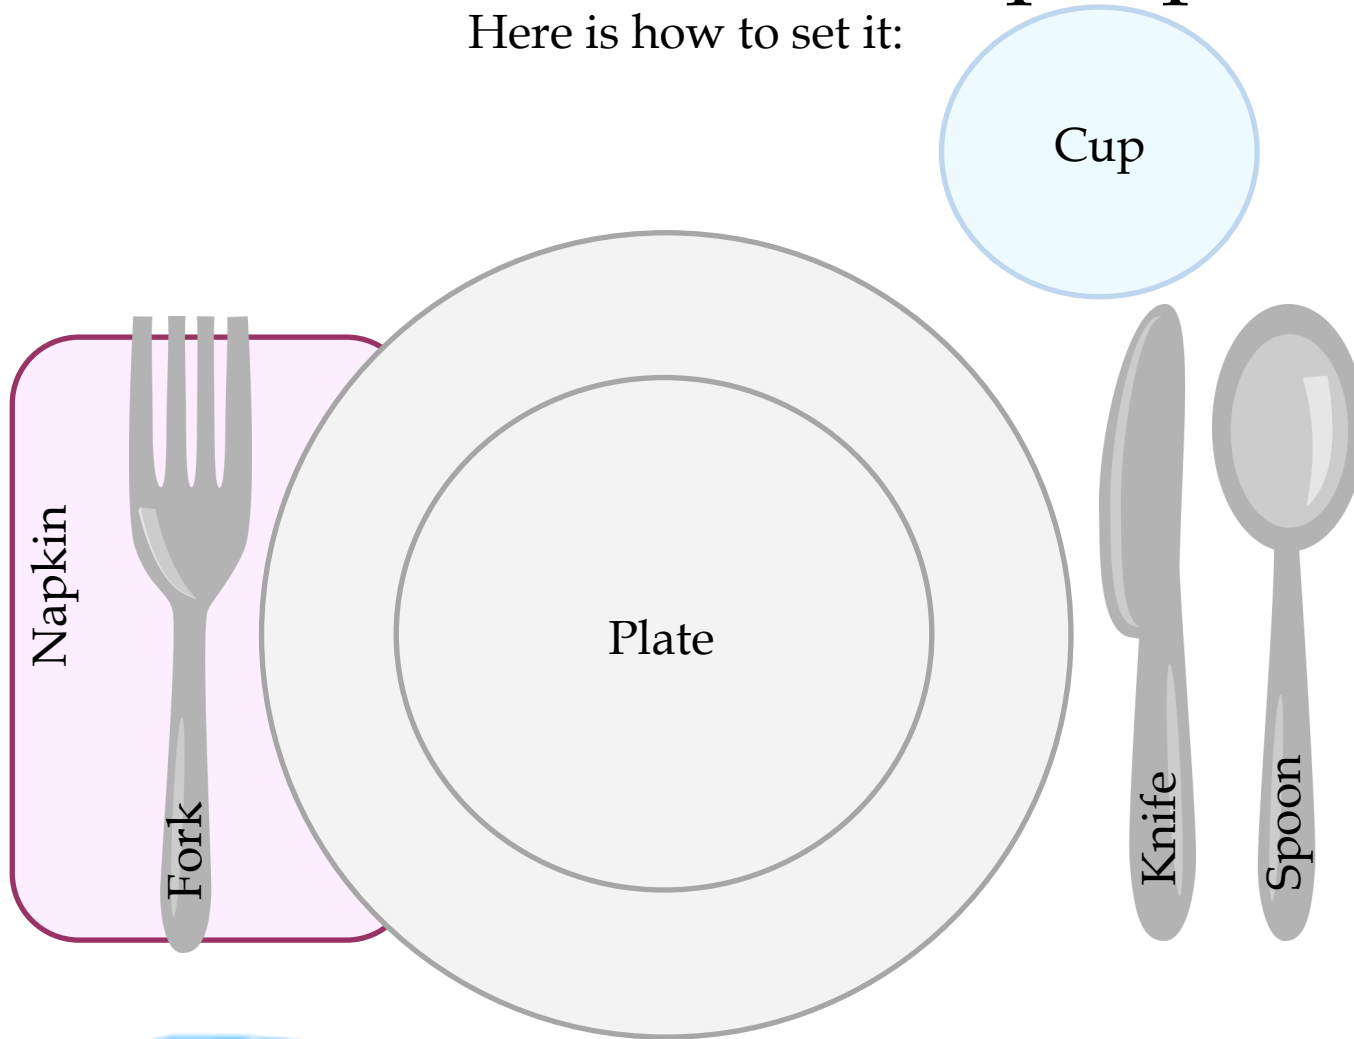 Here is how to set it:
Cup
Napkin
Fork
Plate
Knife
Spoon